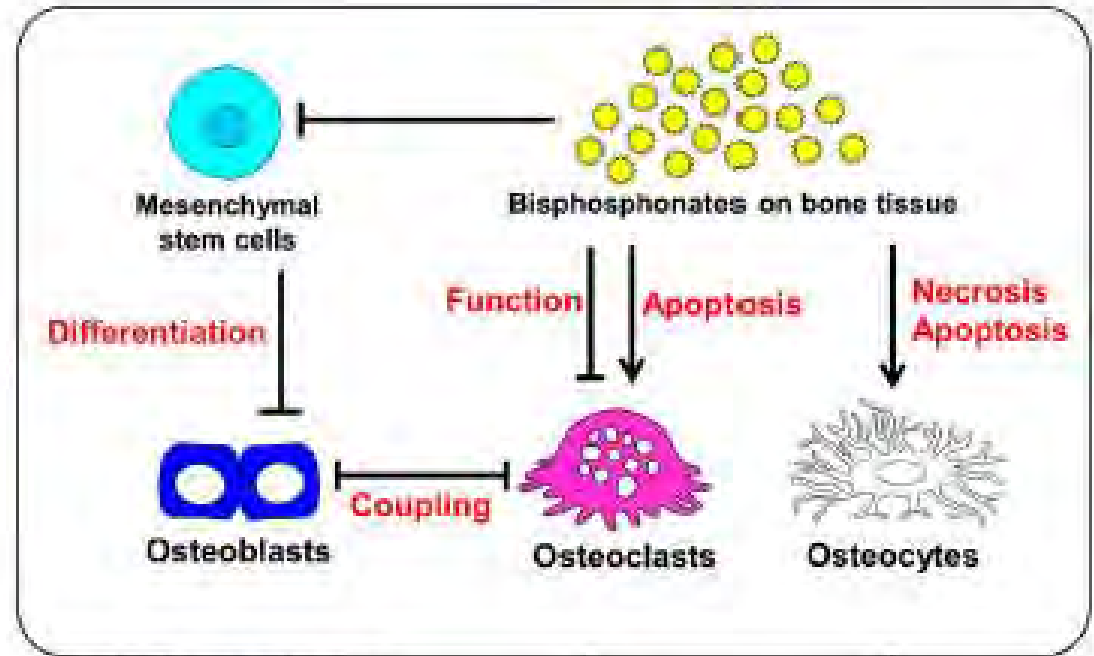 Mesenchymal
stem cells
Bisphosphonates on bone tissue
Differentiation
Function
Apoptosis
Necrosis
Apoptosis
Coupling
Osteoblasts
Osteoclasts
Osteocytes